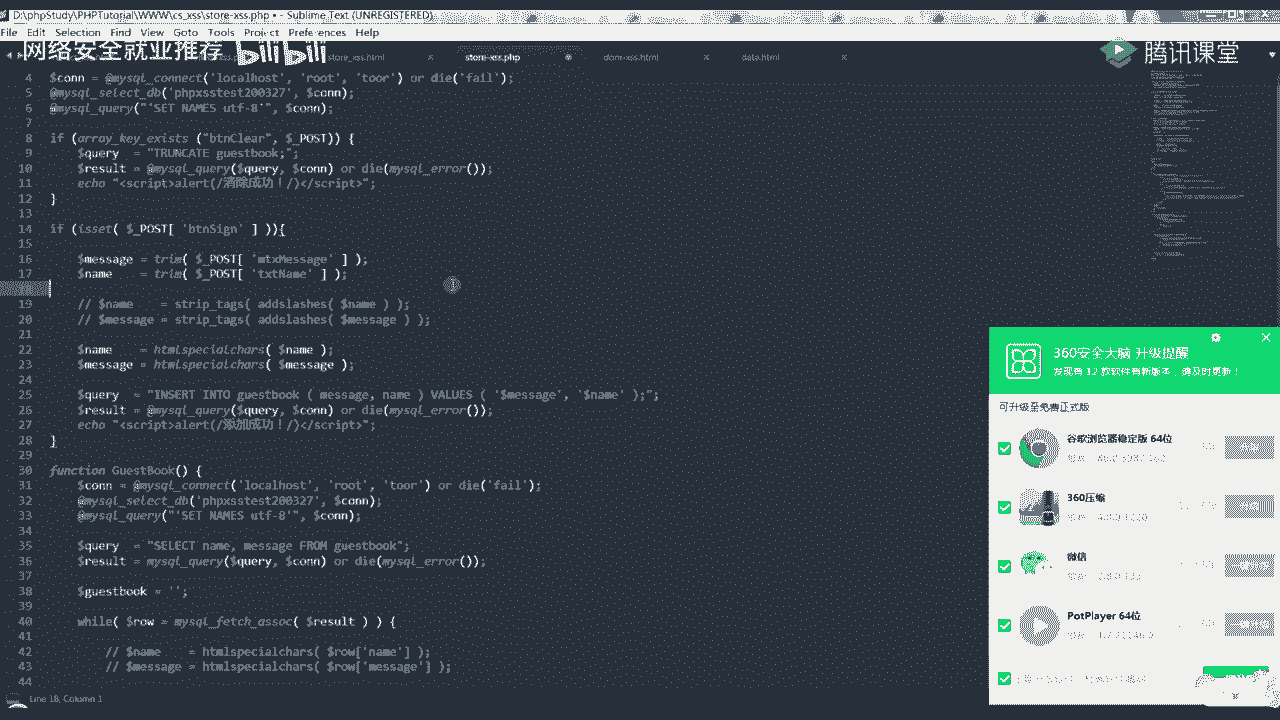 D:\phpStudy\PHPTutorial\WWW\cs_xss\store-xss.php • - Sublime Text (UNREGISTERED)
File Edit Selection Find View Goto Tools Project Preferences Help
网络安全就业推荐 bilibili
腾讯课堂
store_xss.html
store-xss.php
dom-xss.html
data.html
4 $conn = @mysql_connect('localhost', 'root', 'toor') or die('fail');
5 @mysql_select_db('phpxsstest200327', $conn);
6 @mysql_query("'SET NAMES utf-8'", $conn);
7
8 if (array_key_exists ("btnClear", $_POST)) {
9 $query = "TRUNCATE guestbook;";
10 $result = @mysql_query($query, $conn) or die(mysql_error());
11 echo "<script>alert(/清除成功！/)</script>";
12 }
13
14 if (isset( $_POST[ 'btnSign' ] )){
15
16 $message = trim( $_POST[ 'mtxMessage' ] );
17 $name = trim( $_POST[ 'txtName' ] );
19 // $name = strip_tags( addslashes( $name ) );
20 // $message = strip_tags( addslashes( $message ) );
21
22 $name = htmlspecialchars( $name );
23 $message = htmlspecialchars( $message );
24
25 $query = "INSERT INTO guestbook ( message, name ) VALUES ( '$message', '$name' );";
26 $result = @mysql_query($query, $conn) or die(mysql_error());
27 echo "<script>alert(/添加成功！/)</script>";
28 }
29
30 function GuestBook() {
31 $conn = @mysql_connect('localhost', 'root', 'toor') or die('fail');
32 @mysql_select_db('phpxsstest200327', $conn);
33 @mysql_query("'SET NAMES utf-8'", $conn);
34
35 $query = "SELECT name, message FROM guestbook";
36 $result = mysql_query($query, $conn) or die(mysql_error());
37
38 $guestbook = '';
39
40 while( $row = mysql_fetch_assoc( $result ) ) {
41
42 // $name = htmlspecialchars( $row['name'] );
43 // $message = htmlspecialchars( $row['message'] );
44
Line 18, Column 1
360安全大脑 升级提醒
发现有 12 款软件有新版本，请及时更新！
可升级至免费正式版
谷歌浏览器稳定版 64位
360压缩
微信
PotPlayer 64位